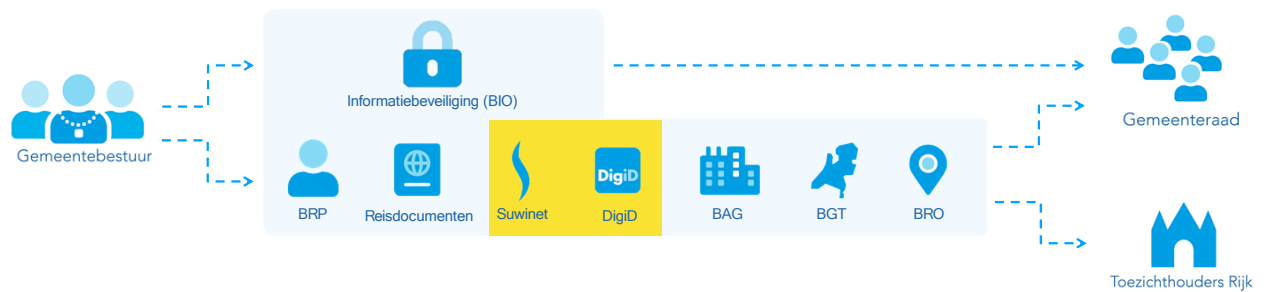 Informatiebeveiliging (BIO)
Gemeentebestuur
Gemeenteraad
DigiD
BRP
Reisdocumenten
Suwinet
DigiD
BAG
BGT
BRO
Toezichthouders Rijk